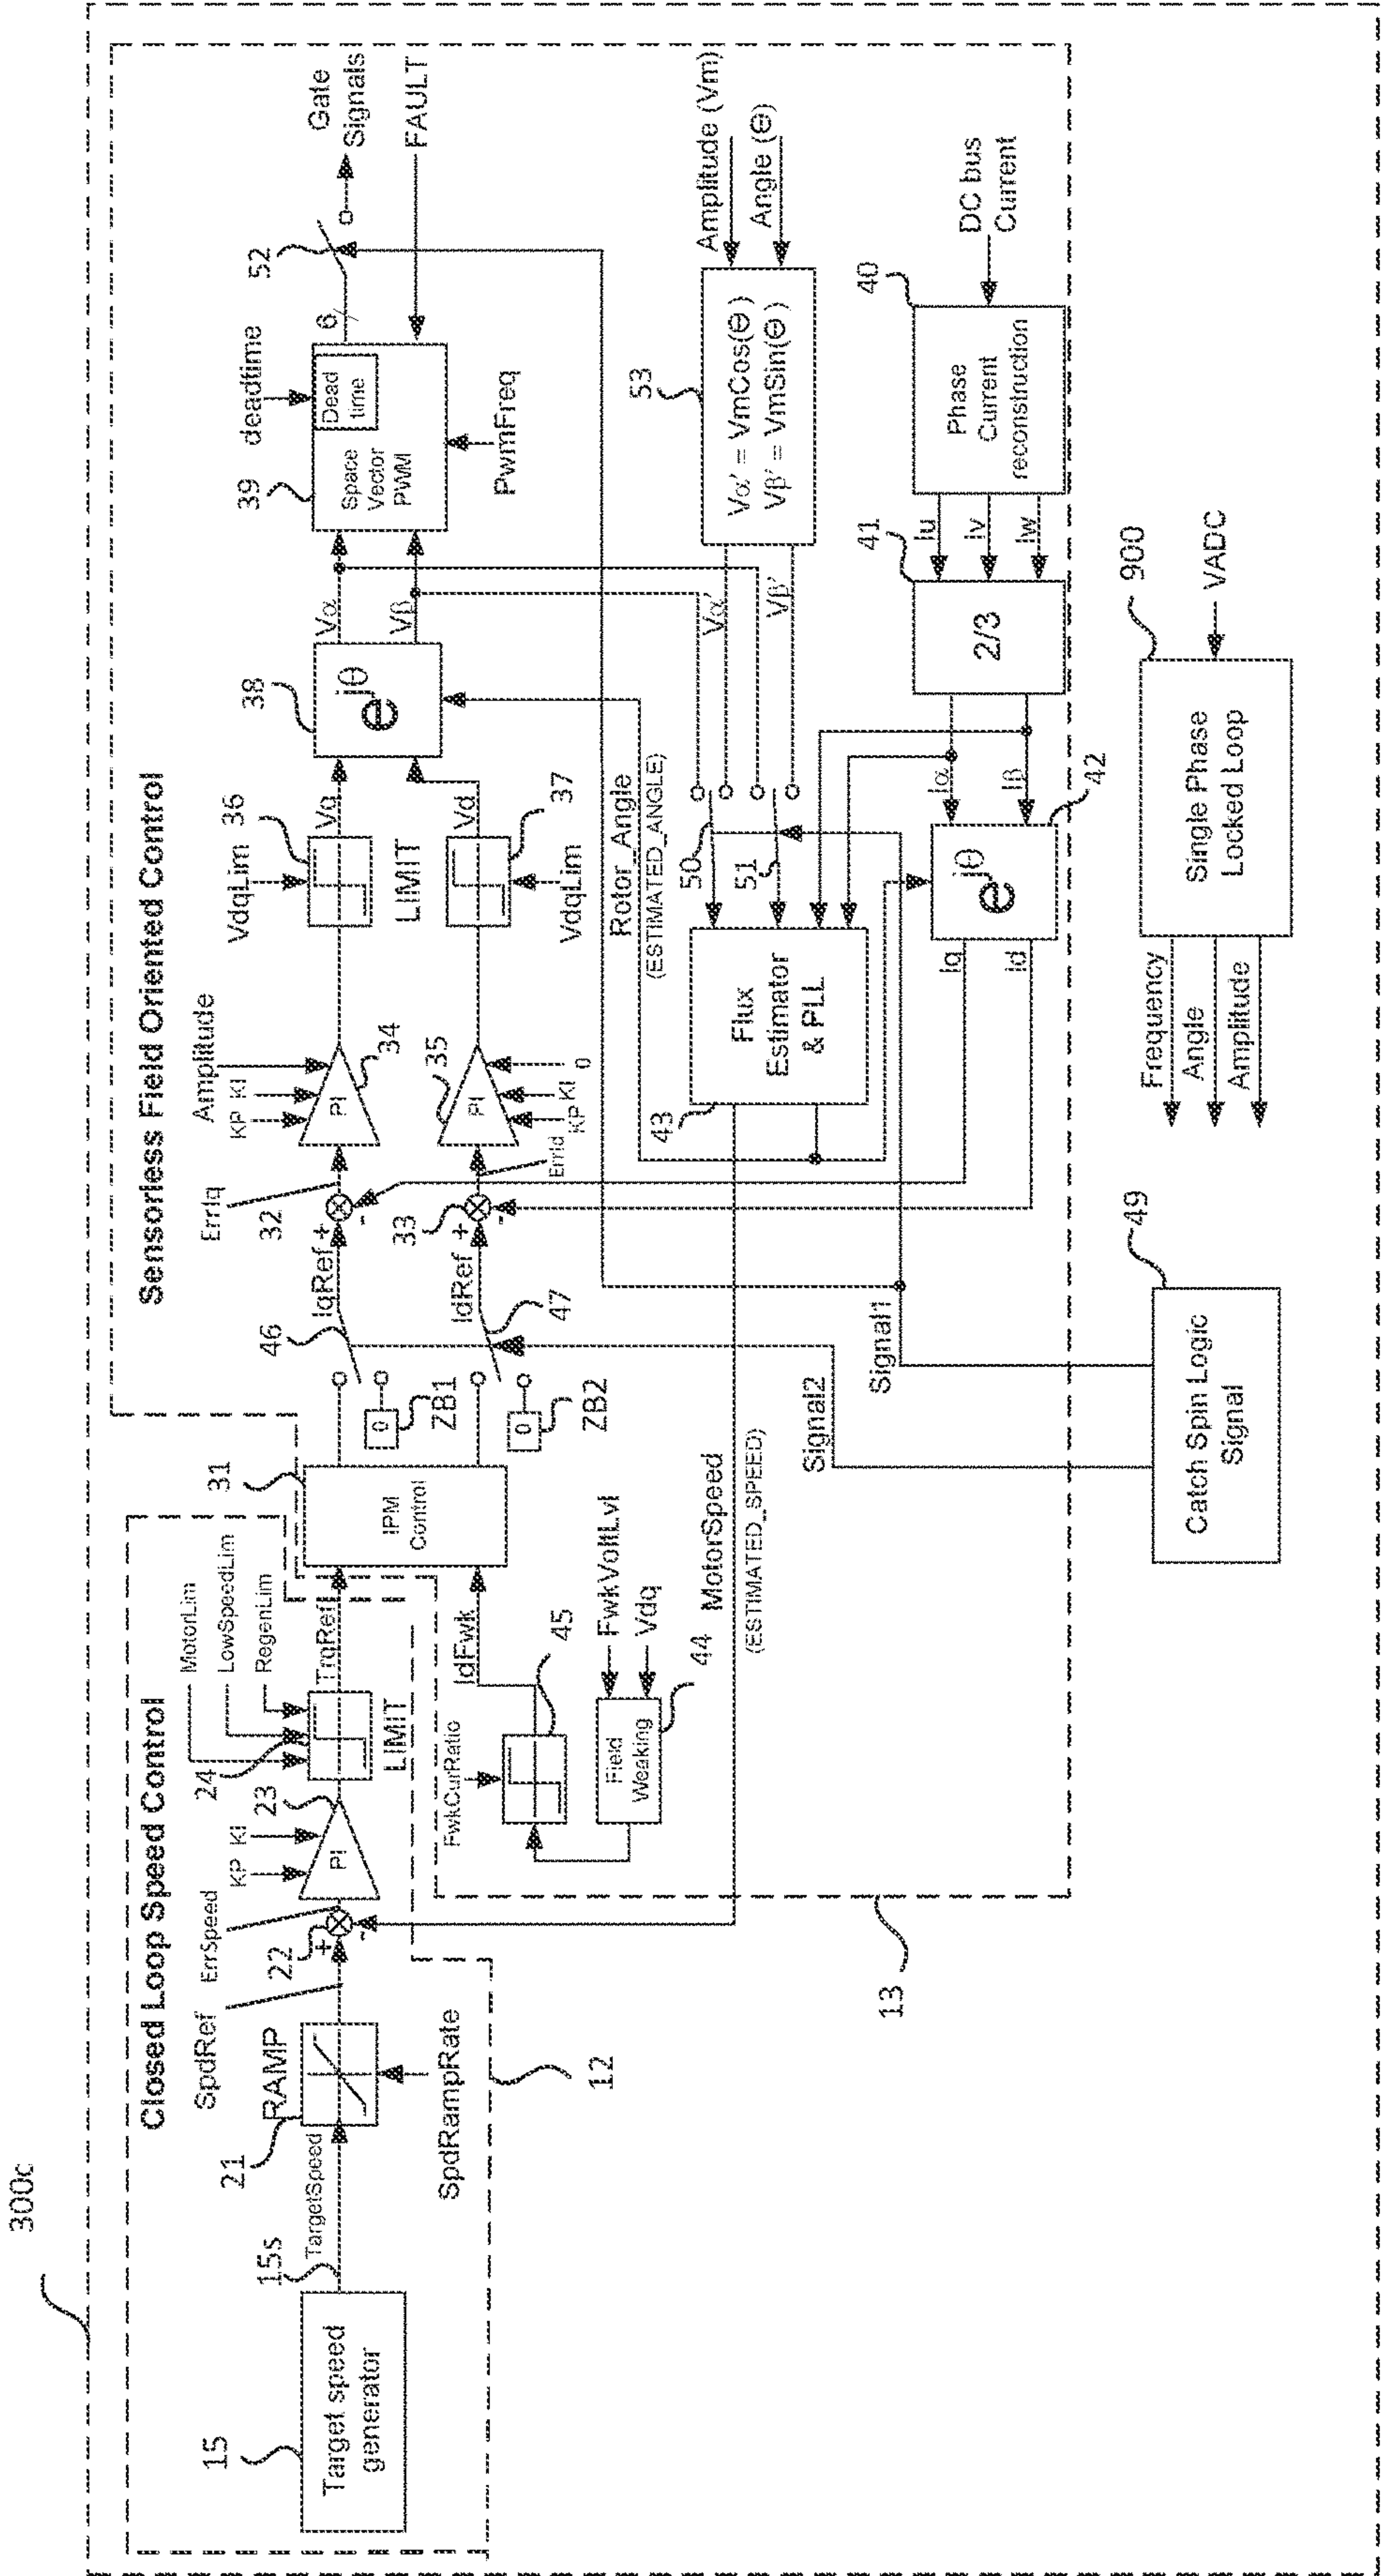 300c
Closed Loop Speed Control
15
Target speed
generator
15s
TargetSpeed
21
RAMP
SpdRampRate
SpdRef
ErrSpeed
22
+
-
KP
KI
PI
23
24
MotorLim
LowSpeedLim
RegenLim
LIMIT
TrqRef
12
FwkCurRatio
45
IdFwk
Field
Weaking
44
FwkVoltLvl
Vdq
31
IPM
Control
13
Sensorless Field Oriented Control
46
47
0
ZB1
0
ZB2
IqRef
+
-
IdRef
+
-
32
33
ErrIq
ErrId
KP
KI
Amplitude
PI
34
35
PI
KP
KI
0
VdqLim
36
LIMIT
37
VdqLim
Vq
Vd
38
e
jθ
Vα
Vβ
39
Space
Vector
PWM
Dead
time
deadtime
PwmFreq
6
52
Gate
Signals
FAULT
Rotor_Angle
(ESTIMATED_ANGLE)
MotorSpeed
(ESTIMATED_SPEED)
43
Flux
Estimator
& PLL
50
51
Vα'
Vβ'
53
Vα' = VmCos(Θ)
Vβ' = VmSin(Θ)
Amplitude (Vm)
Angle (Θ)
Signal2
Signal1
Iq
Id
e
jθ
42
Iα
Iβ
41
2/3
Iu
Iv
Iw
40
Phase
Current
reconstruction
DC bus
Current
49
Catch Spin Logic
Signal
Frequency
Angle
Amplitude
Single Phase
Locked Loop
900
VADC